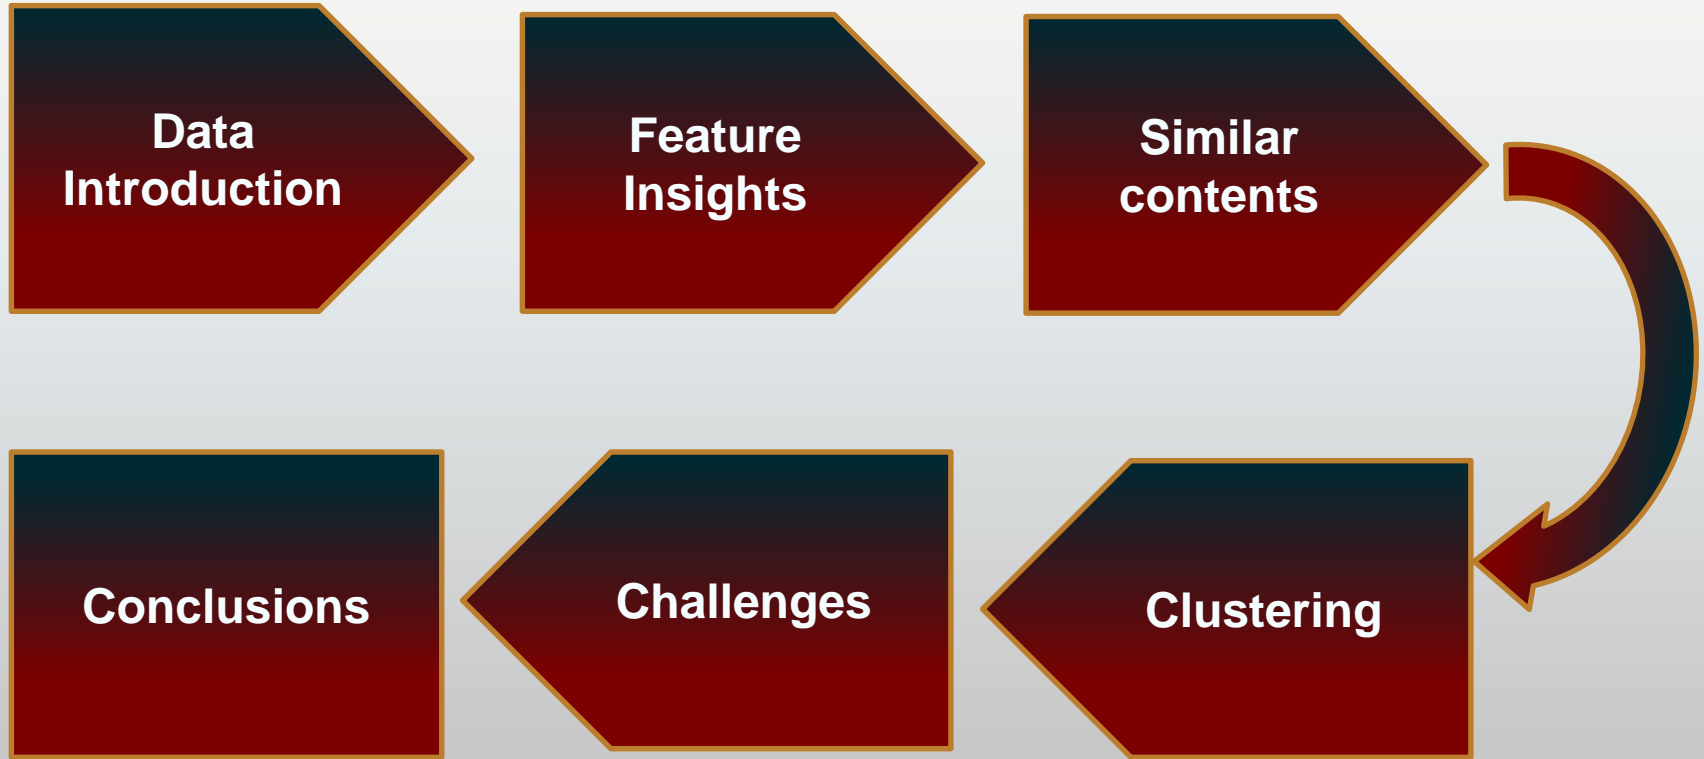 Data
Introduction
Feature
Insights
Similar
contents
Clustering
Challenges
Conclusions